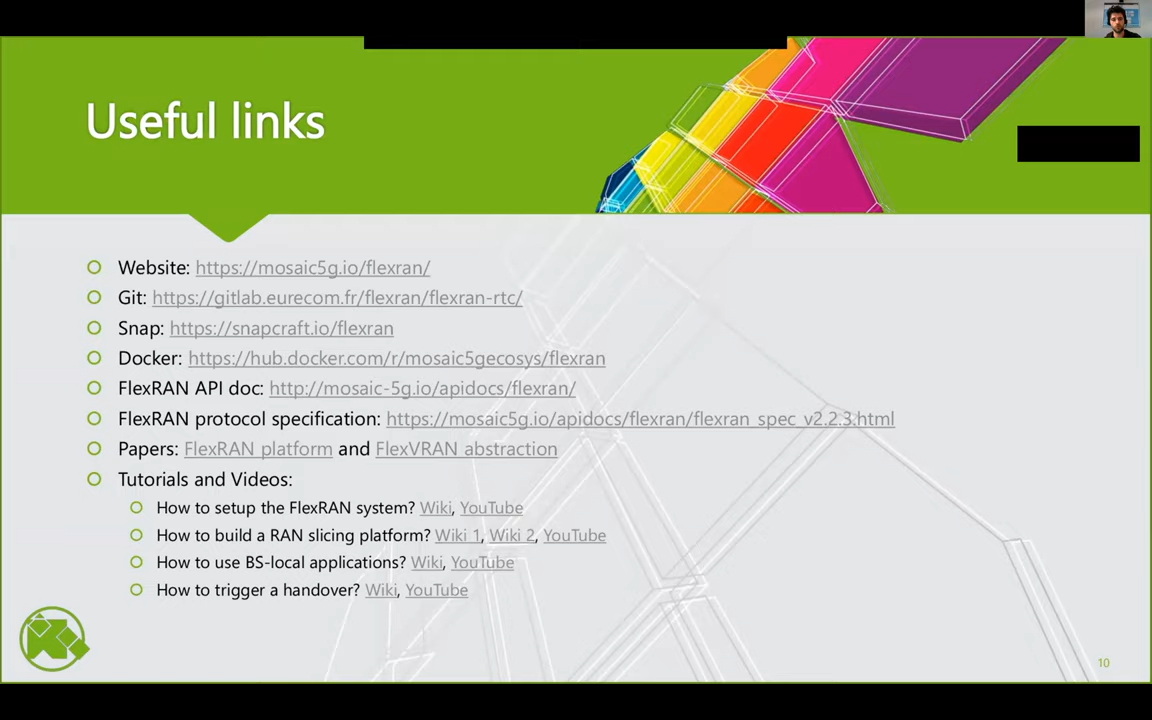 Useful links
Website: https://mosaic5g.io/flexran/
Git: https://gitlab.eurecom.fr/flexran/flexran-rtc/
Snap: https://snapcraft.io/flexran
Docker: https://hub.docker.com/r/mosaic5gecosys/flexran
FlexRAN API doc: http://mosaic-5g.io/apidocs/flexran/
FlexRAN protocol specification: https://mosaic5g.io/apidocs/flexran/flexran_spec_v2.2.3.html
Papers: FlexRAN platform and FlexVRAN abstraction
Tutorials and Videos:
How to setup the FlexRAN system? Wiki, YouTube
How to build a RAN slicing platform? Wiki 1, Wiki 2, YouTube
How to use BS-local applications? Wiki, YouTube
How to trigger a handover? Wiki, YouTube
10